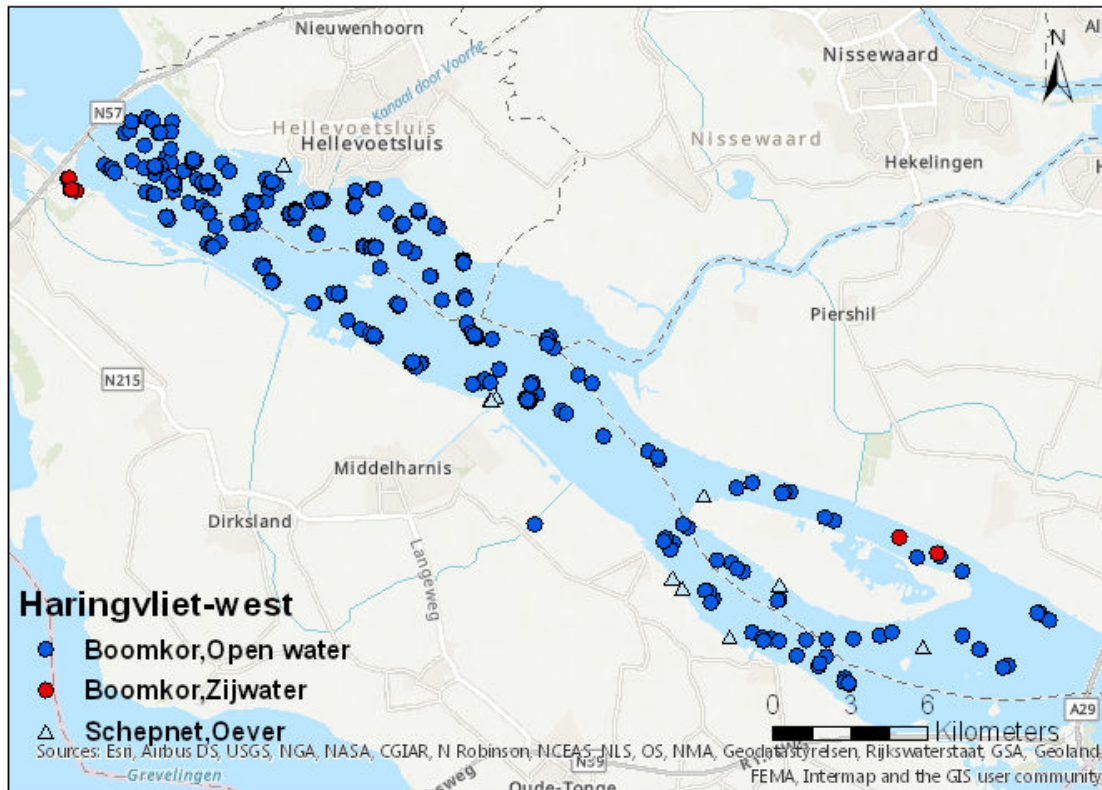 Nieuwenhoorn
Al
Nissewaard
N
N57
Kanaal door Voorne
Hellevoetsluis
Hellevoetsluis
Nissewaard
Hekelingen
H
Piershil
N215
Middelharnis
Dirksland
Langeweg
Haringvliet-west
Boomkor,Open water
Boomkor,Zijwater
Schepnet,Oever
0 3 6
Kilometers
A29
Sources: Esri, Airbus DS, USGS, NGA, NASA, CGIAR, N Robinson, NCEAS, NLS, OS, NMA, Geodatastyrelsen, Rijkswaterstaat, GSA, Geoland,
FEMA, Intermap and the GIS user community
Grevelingen
N59
Oude-Tonge